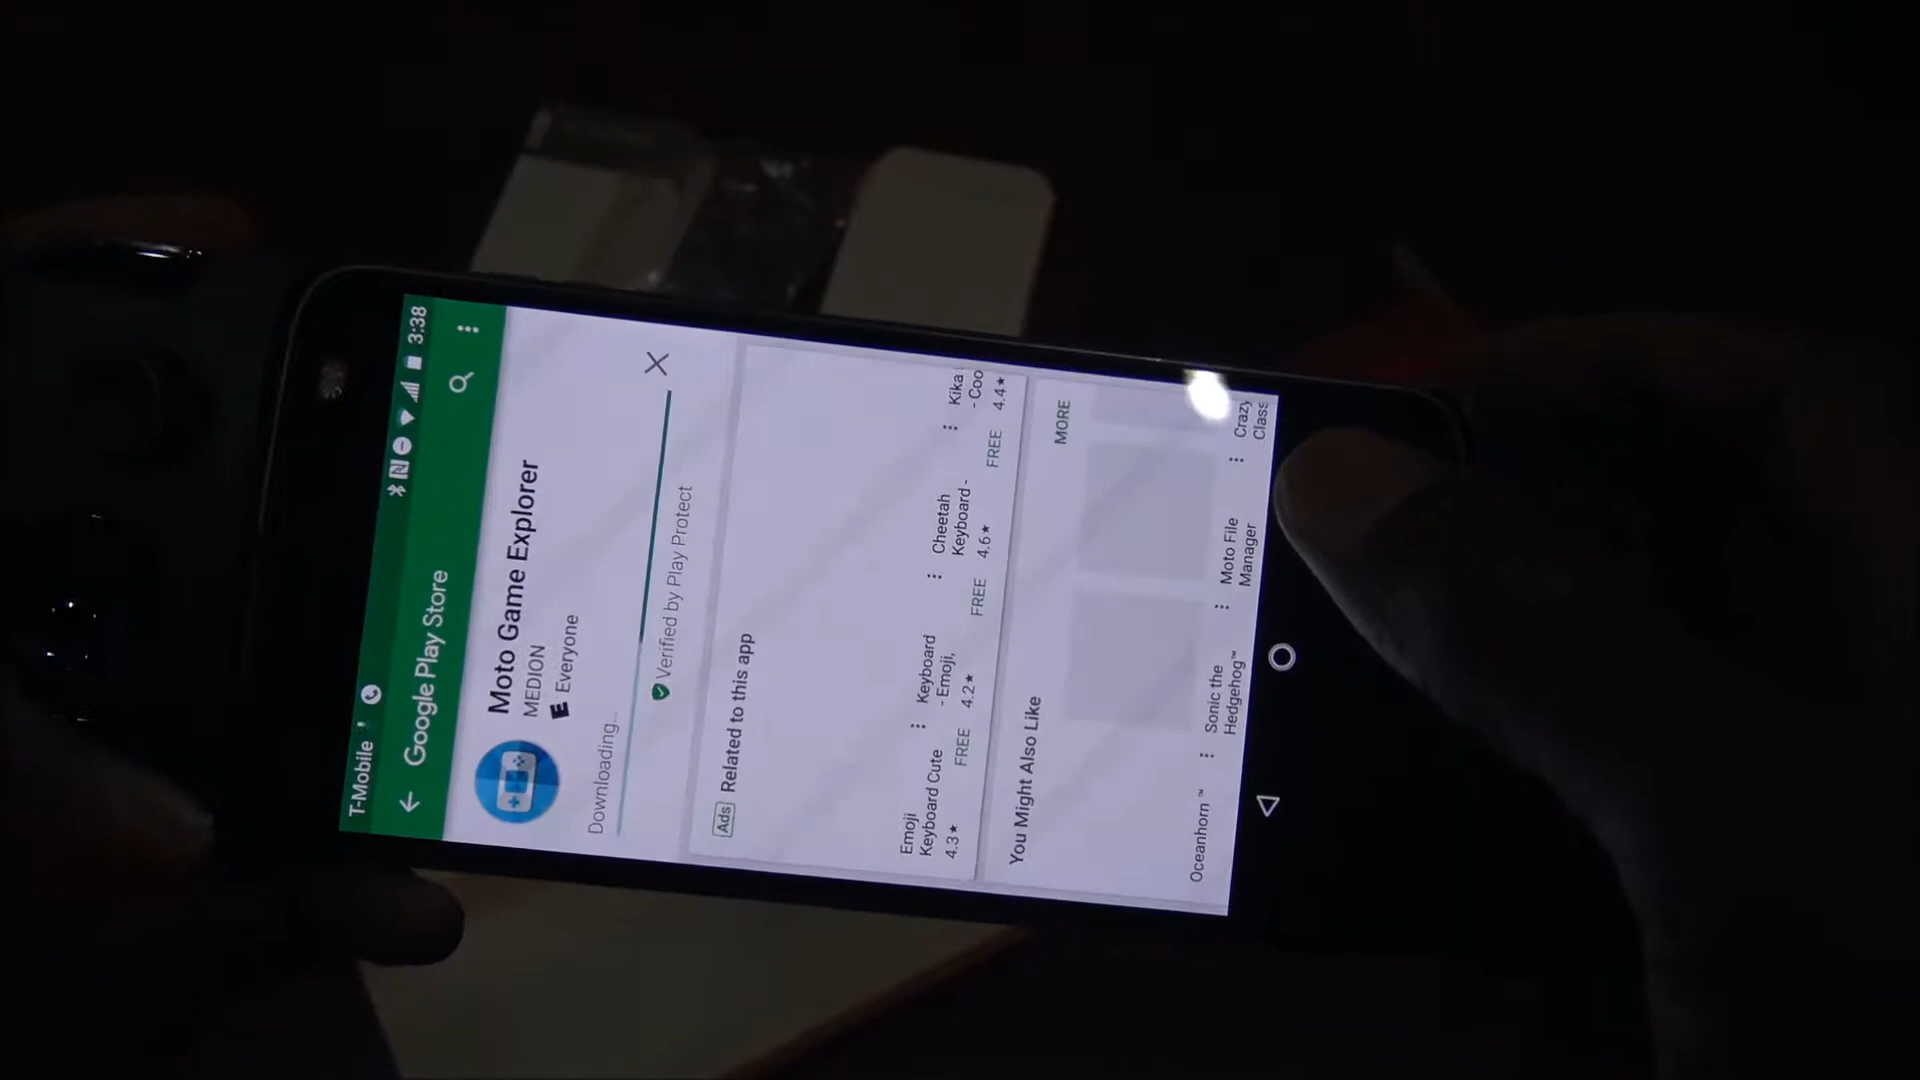 T-Mobile
3:38
Google Play Store
Moto Game Explorer
MEDION
E Everyone
Downloading...
Verified by Play Protect
Ads Related to this app
Emoji
Keyboard Cute
4.3★ FREE
Keyboard
- Emoji,
4.2★ FREE
Cheetah
Keyboard -
4.6★ FREE
Kika
- Coo
4.4★
You Might Also Like
MORE
Oceanhorn ™
Sonic the
Hedgehog™
Moto File
Manager
Crazy
Class